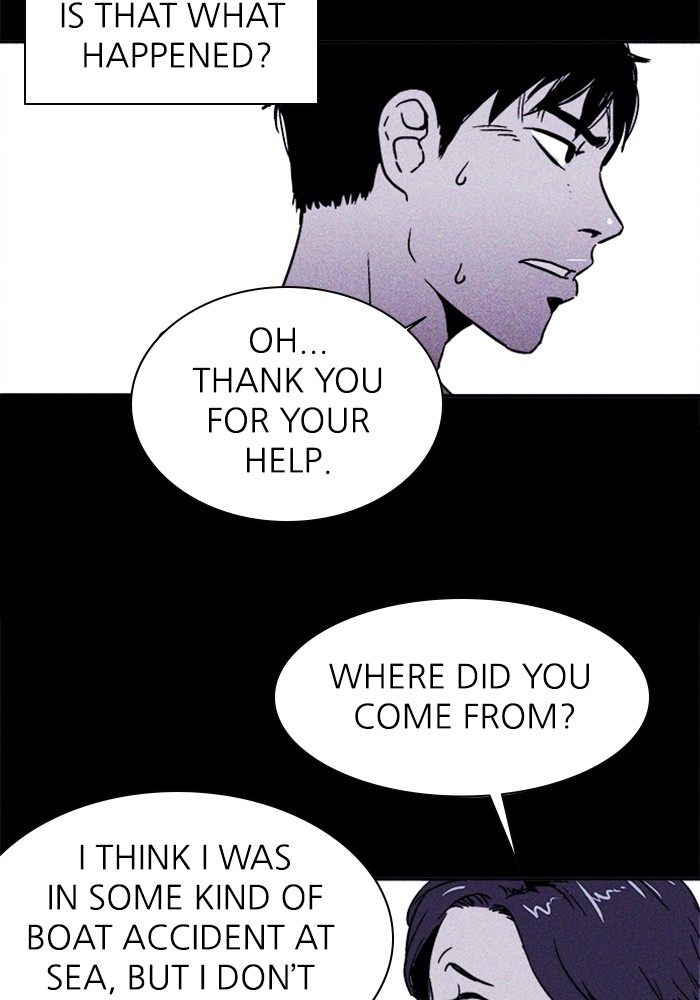 IS THAT WHAT
HAPPENED?
OH...
THANK YOU
FOR YOUR
HELP.
WHERE DID YOU
COME FROM?
I THINK I WAS
IN SOME KIND OF
BOAT ACCIDENT AT
SEA, BUT I DON'T